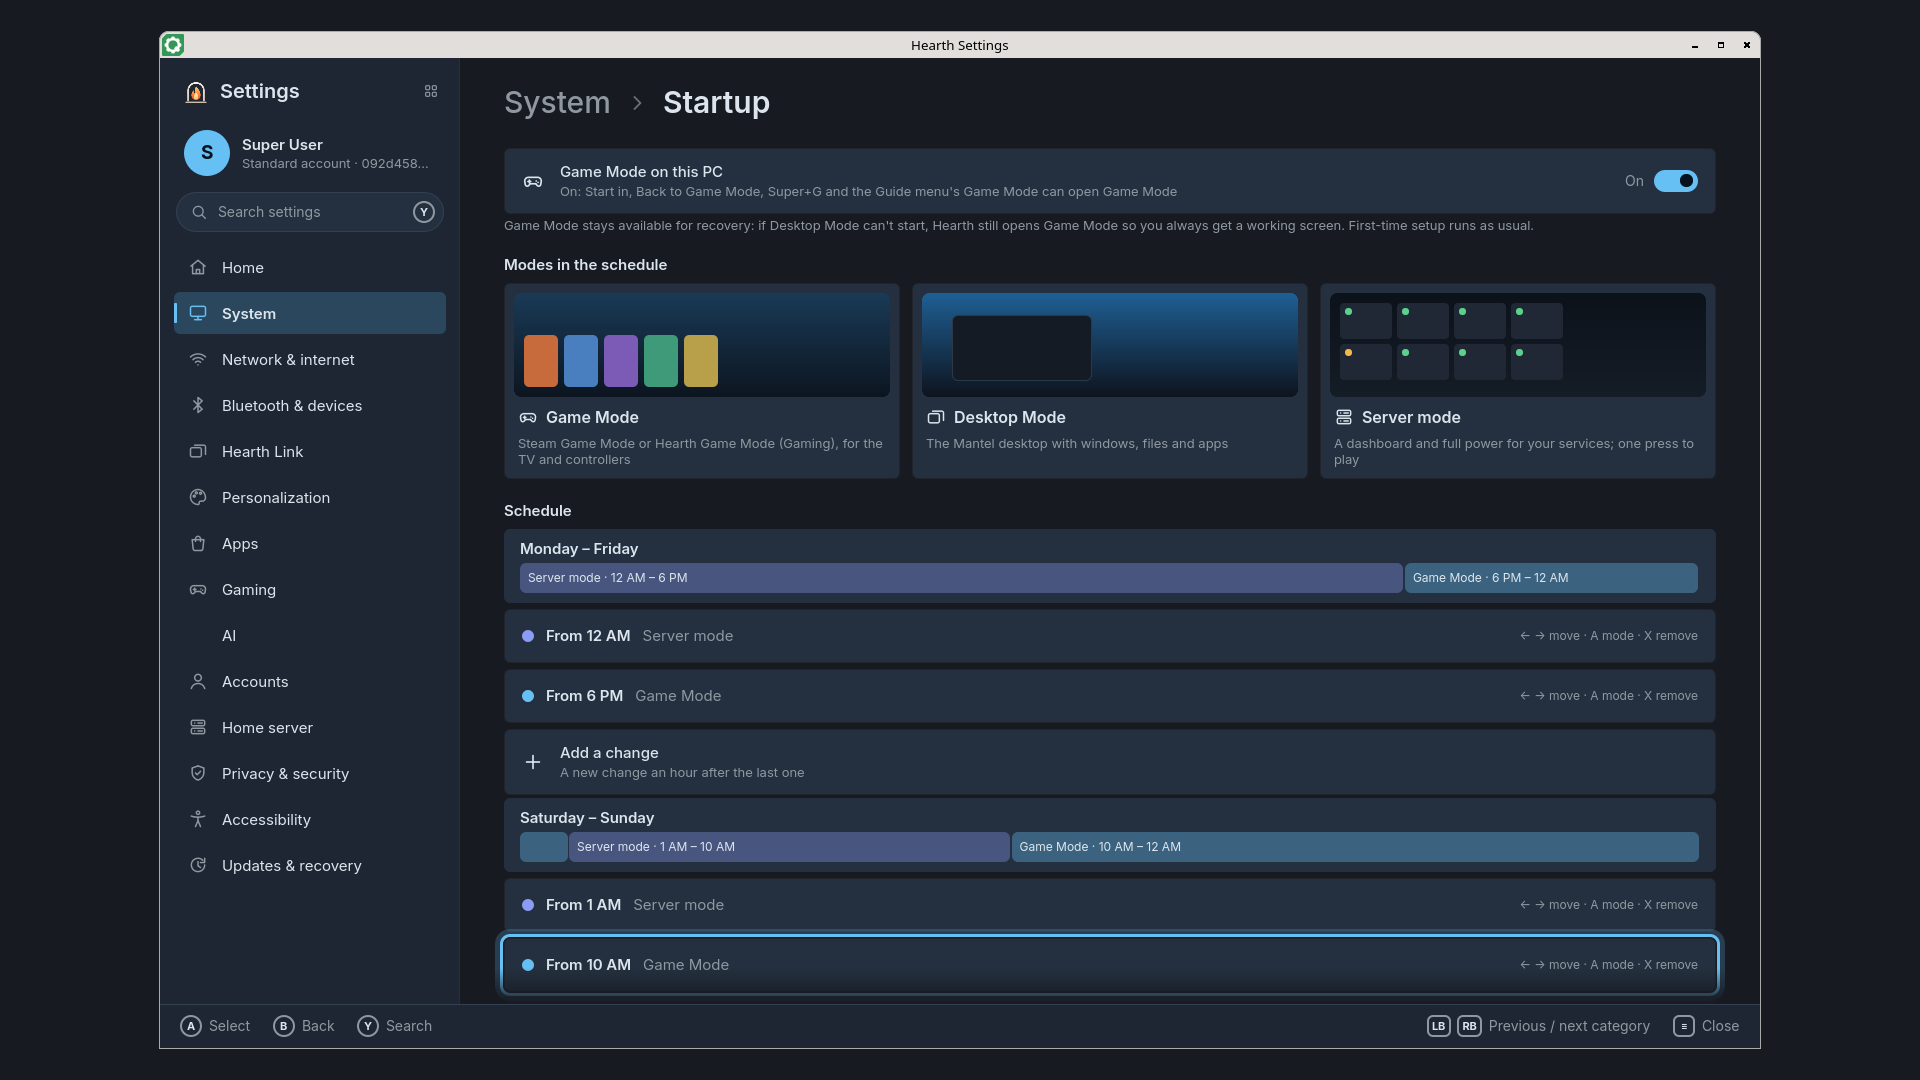 Hearth Settings
Settings
S
Super User
Standard account · 092d458...
Search settings
Y
Home
System
Network & internet
Bluetooth & devices
Hearth Link
Personalization
Apps
Gaming
AI
Accounts
Home server
Privacy & security
Accessibility
Updates & recovery
System > Startup
Game Mode on this PC
On: Start in, Back to Game Mode, Super+G and the Guide menu's Game Mode can open Game Mode
On
Game Mode stays available for recovery: if Desktop Mode can't start, Hearth still opens Game Mode so you always get a working screen. First-time setup runs as usual.
Modes in the schedule
Game Mode
Steam Game Mode or Hearth Game Mode (Gaming), for the
TV and controllers
Desktop Mode
The Mantel desktop with windows, files and apps
Server mode
A dashboard and full power for your services; one press to
play
Schedule
Monday – Friday
Server mode · 12 AM – 6 PM
Game Mode · 6 PM – 12 AM
From 12 AM Server mode
← → move · A mode · X remove
From 6 PM Game Mode
← → move · A mode · X remove
Add a change
A new change an hour after the last one
Saturday – Sunday
Server mode · 1 AM – 10 AM
Game Mode · 10 AM – 12 AM
From 1 AM Server mode
← → move · A mode · X remove
From 10 AM Game Mode
← → move · A mode · X remove
A Select B Back Y Search
LB RB Previous / next category ≡ Close